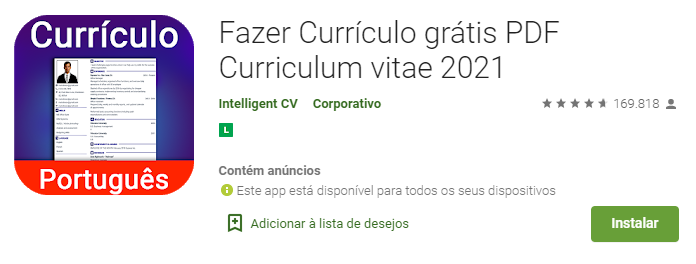 Currículo
Português
Fazer Currículo grátis PDF
Curriculum vitae 2021
Intelligent CV Corporativo
169.818
L
Contém anúncios
Este app está disponível para todos os seus dispositivos
Adicionar à lista de desejos
Instalar